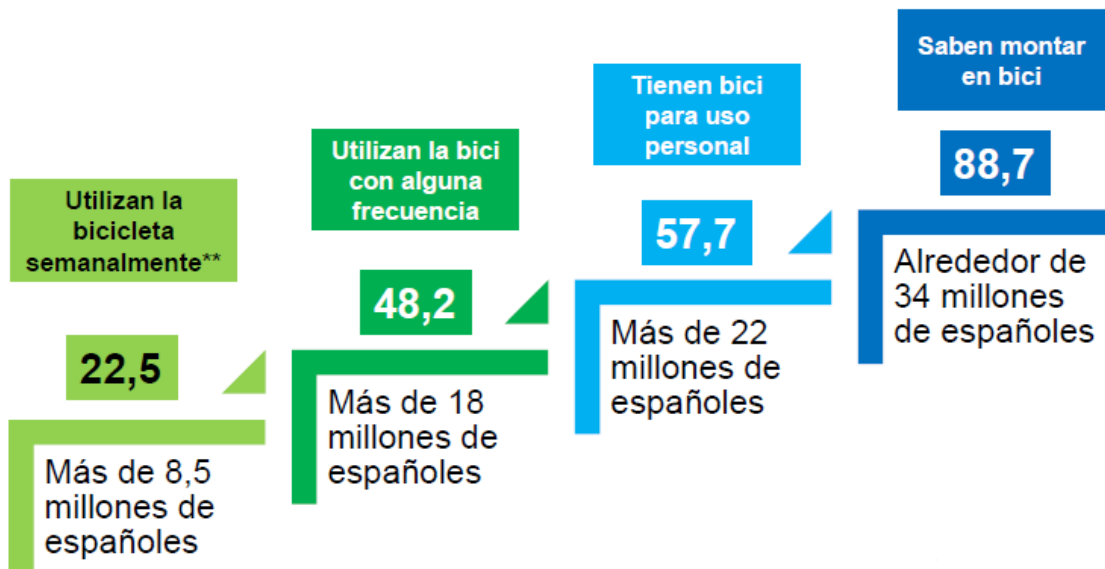 Utilizan la
bicicleta
semanalmente**
22,5
Más de 8,5
millones de
españoles
Utilizan la bici
con alguna
frecuencia
48,2
Más de 18
millones de
españoles
Tienen bici
para uso
personal
57,7
Más de 22
millones de
españoles
Saben montar
en bici
88,7
Alrededor de
34 millones
de españoles